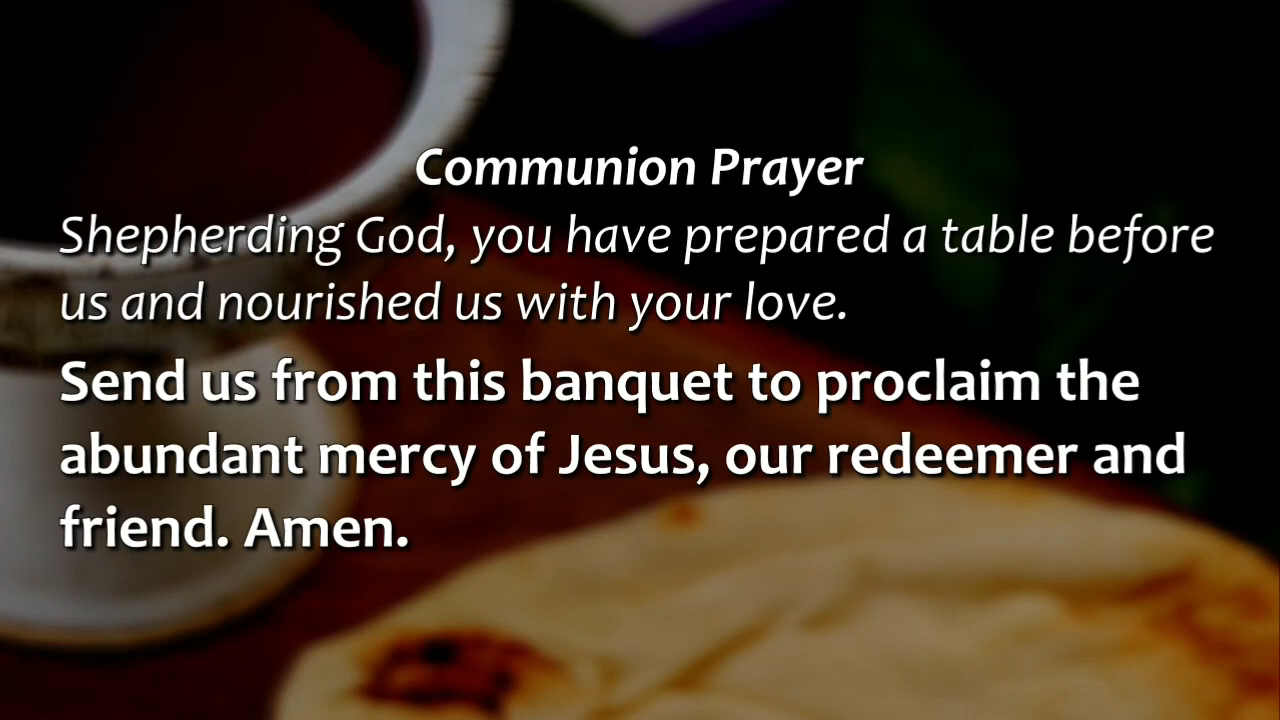 Communion Prayer
Shepherding God, you have prepared a table before
us and nourished us with your love.
Send us from this banquet to proclaim the
abundant mercy of Jesus, our redeemer and
friend. Amen.